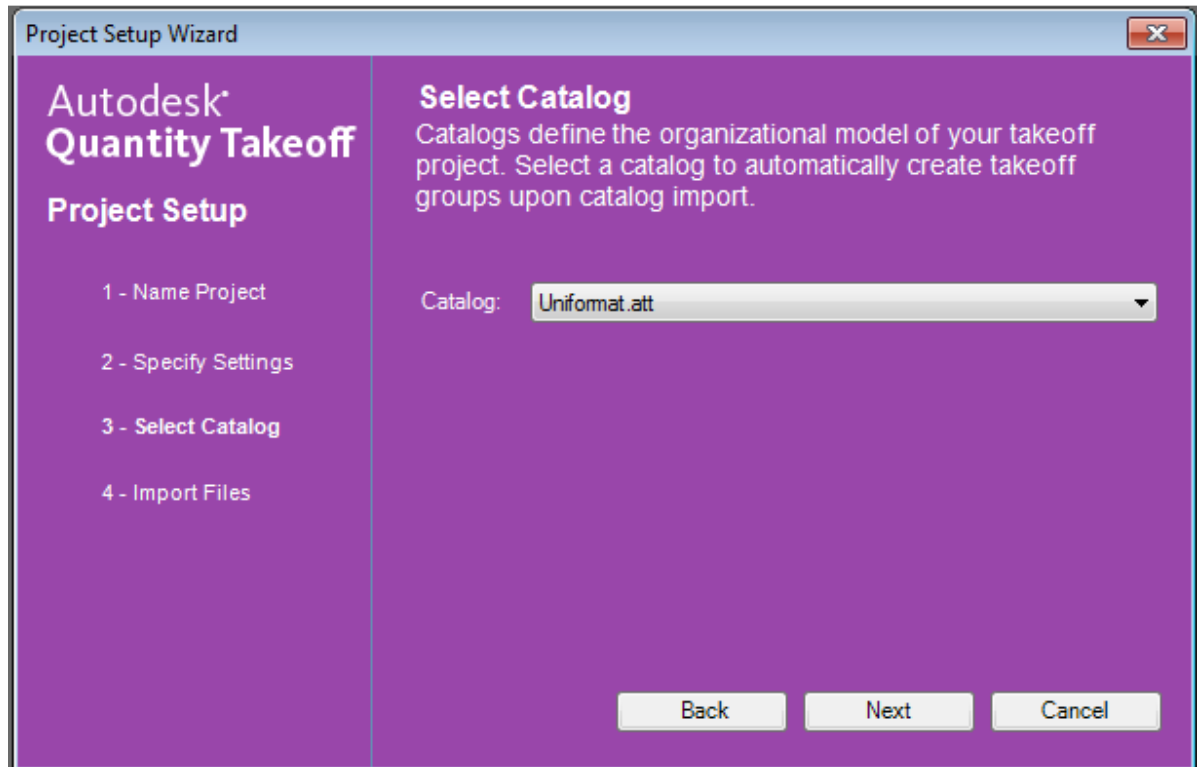 Project Setup Wizard
Autodesk·
Quantity Takeoff
Project Setup
1 - Name Project
2 - Specify Settings
3 - Select Catalog
4 - Import Files
Select Catalog
Catalogs define the organizational model of your takeoff
project. Select a catalog to automatically create takeoff
groups upon catalog import.
Catalog: Uniformat.att
Back Next Cancel